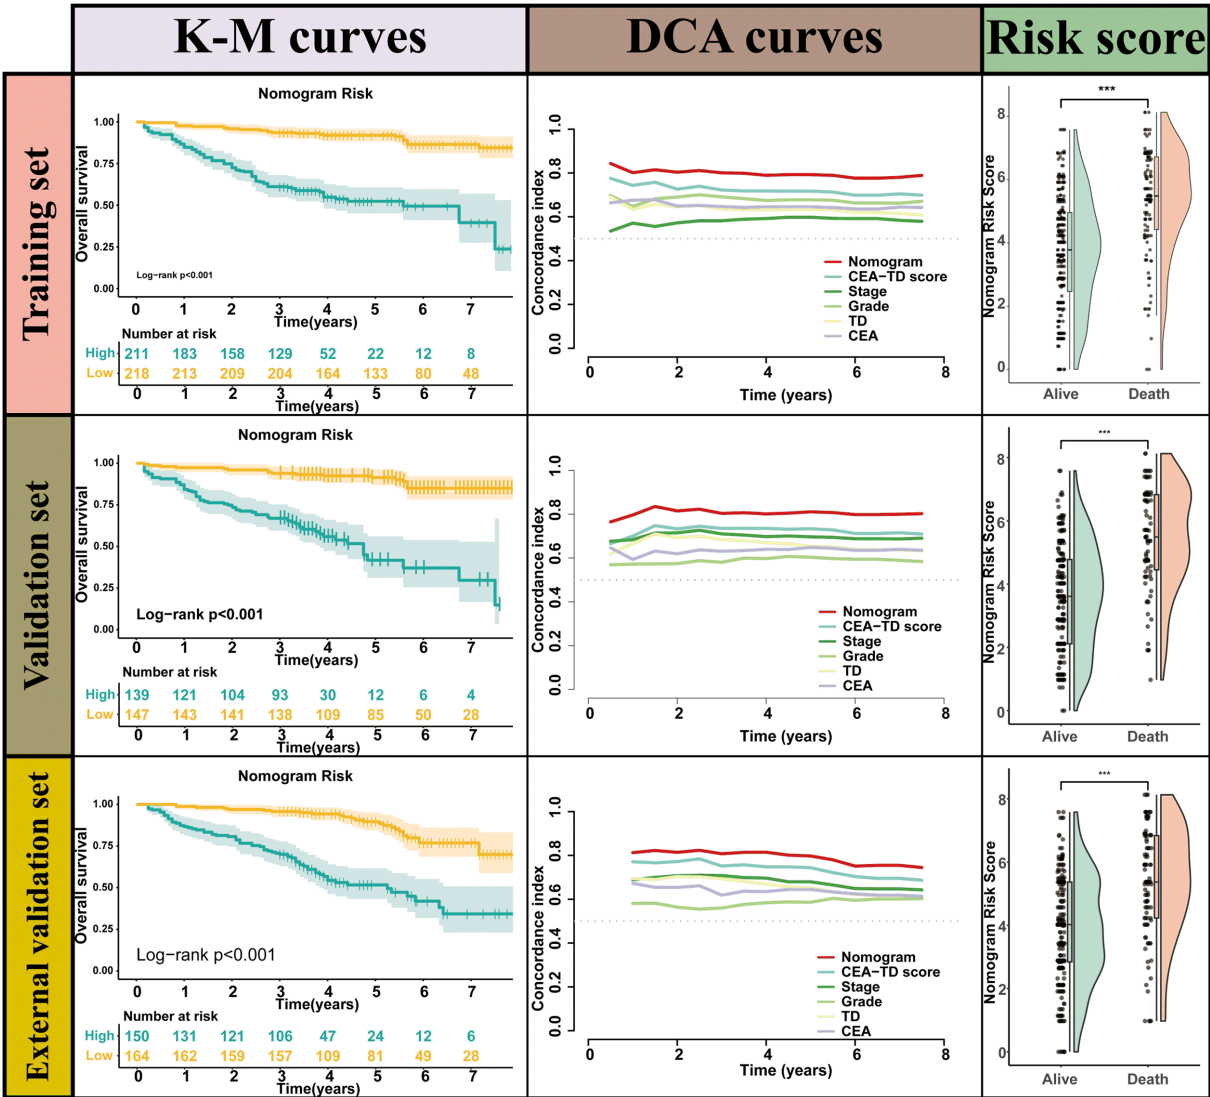 K-M curves
DCA curves
Risk score
Training set
Nomogram Risk
Overall survival
1.00
0.75
0.50
0.25
0.00
Log-rank p<0.001
0 1 2 3 4 5 6 7
Time(years)
Number at risk
High 211 183 158 129 52 22 12 8
Low 218 213 209 204 164 133 80 48
0 1 2 3 4 5 6 7
Time(years)
Concordance index
1.0
0.8
0.6
0.4
0.2
0.0
Nomogram
CEA-TD score
Stage
Grade
TD
CEA
0 2 4 6 8
Time (years)
Nomogram Risk Score
***
8
6
4
2
0
Alive Death
Validation set
Nomogram Risk
Overall survival
1.00
0.75
0.50
0.25
0.00
Log-rank p<0.001
0 1 2 3 4 5 6 7
Time(years)
Number at risk
High 139 121 104 93 30 12 6 4
Low 147 143 141 138 109 85 50 28
0 1 2 3 4 5 6 7
Time(years)
Concordance index
1.0
0.8
0.6
0.4
0.2
0.0
Nomogram
CEA-TD score
Stage
Grade
TD
CEA
0 2 4 6 8
Time (years)
Nomogram Risk Score
***
8
6
4
2
0
Alive Death
External validation set
Nomogram Risk
Overall survival
1.00
0.75
0.50
0.25
0.00
Log-rank p<0.001
0 1 2 3 4 5 6 7
Time(years)
Number at risk
High 150 131 121 106 47 24 12 6
Low 164 162 159 157 109 81 49 28
0 1 2 3 4 5 6 7
Time(years)
Concordance index
1.0
0.8
0.6
0.4
0.2
0.0
Nomogram
CEA-TD score
Stage
Grade
TD
CEA
0 2 4 6 8
Time (years)
Nomogram Risk Score
***
8
6
4
2
0
Alive Death